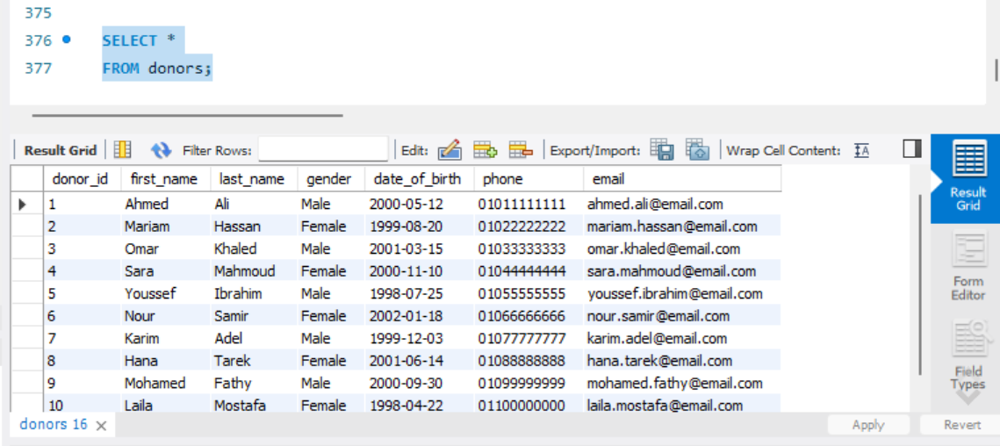 375
376 SELECT *
377 FROM donors;
Result Grid Filter Rows: Edit: Export/Import: Wrap Cell Content: IA
donor_id first_name last_name gender date_of_birth phone email
1 Ahmed Ali Male 2000-05-12 01011111111 ahmed.ali@email.com
2 Mariam Hassan Female 1999-08-20 01022222222 mariam.hassan@email.com
3 Omar Khaled Male 2001-03-15 01033333333 omar.khaled@email.com
4 Sara Mahmoud Female 2000-11-10 01044444444 sara.mahmoud@email.com
5 Youssef Ibrahim Male 1998-07-25 01055555555 youssef.ibrahim@email.com
6 Nour Samir Female 2002-01-18 01066666666 nour.samir@email.com
7 Karim Adel Male 1999-12-03 01077777777 karim.adel@email.com
8 Hana Tarek Female 2001-06-14 01088888888 hana.tarek@email.com
9 Mohamed Fathy Male 2000-09-30 01099999999 mohamed.fathy@email.com
10 Laila Mostafa Female 1998-04-22 01100000000 laila.mostafa@email.com
Result
Grid
Form
Editor
Field
Types
donors 16 Apply Revert